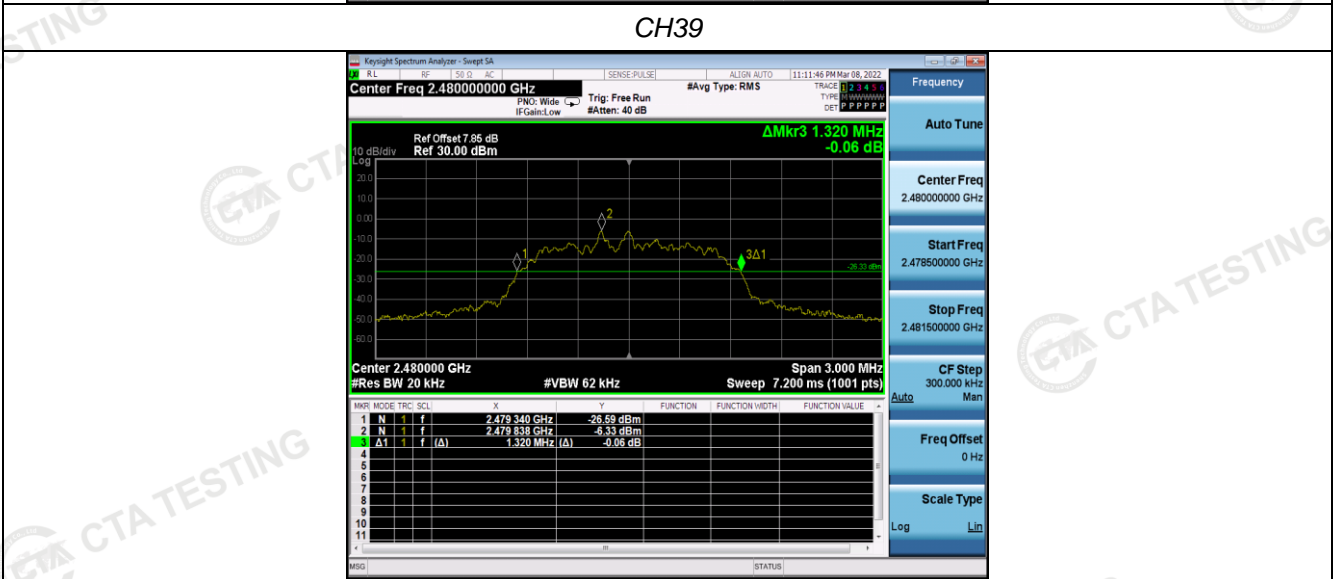 CH39
Keysight Spectrum Analyzer - Swept SA
RL RF 50 Ω AC SENSE:PULSE ALIGN AUTO 11:11:46 PM Mar 08, 2022
Center Freq 2.480000000 GHz
PNO: Wide
IFGain:Low
Trig: Free Run
#Atten: 40 dB
#Avg Type: RMS
TRACE 1 2 3 4 5 6
TYPE M WWWWW
DET P P P P P P
Frequency
ΔMkr3 1.320 MHz
-0.06 dB
Ref Offset 7.85 dB
10 dB/div Ref 30.00 dBm
Log
20.0
10.0
0.00
-10.0
-20.0
-30.0
-40.0
-50.0
-60.0
1
2
3Δ1
-26.33 dBm
Center 2.480000 GHz Span 3.000 MHz
#Res BW 20 kHz #VBW 62 kHz Sweep 7.200 ms (1001 pts)
MKR MODE TRC SCL X Y FUNCTION FUNCTION WIDTH FUNCTION VALUE
1 N 1 f 2.479 340 GHz -26.59 dBm
2 N 1 f 2.479 838 GHz -6.33 dBm
3 Δ1 1 f (Δ) 1.320 MHz (Δ) -0.06 dB
4
5
6
7
8
9
10
11
MSG STATUS
Auto Tune
Center Freq
2.480000000 GHz
Start Freq
2.478500000 GHz
Stop Freq
2.481500000 GHz
CF Step
300.000 kHz
Auto Man
Freq Offset
0 Hz
Scale Type
Log Lin
STING
CTA
CTA TESTING
CTA TESTING